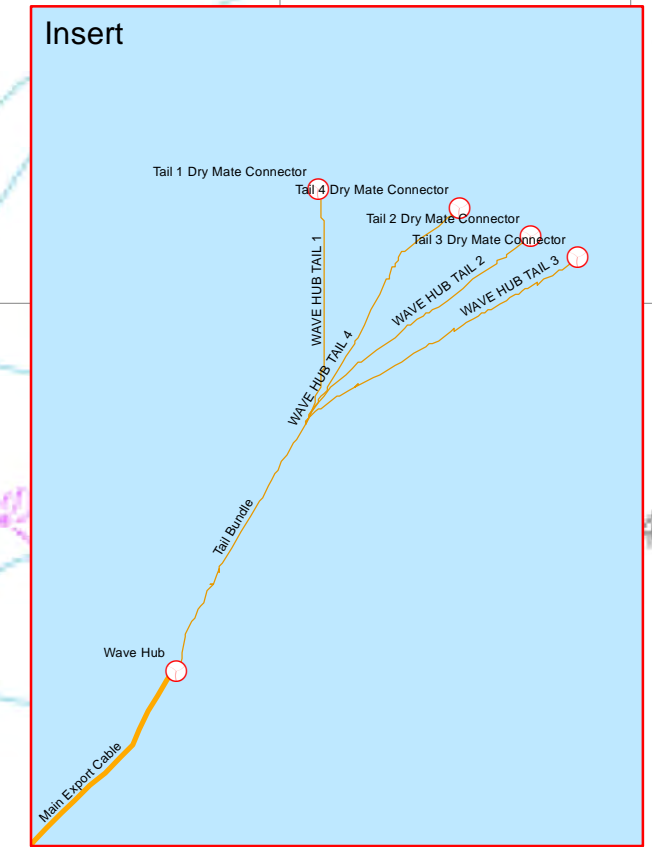 Insert
Tail 1 Dry Mate Connector
Tail 4 Dry Mate Connector
Tail 2 Dry Mate Connector
Tail 3 Dry Mate Connector
WAVE HUB TAIL 1
WAVE HUB TAIL 2
WAVE HUB TAIL 3
WAVE HUB TAIL 4
Tail Bundle
Wave Hub
Main Export Cable